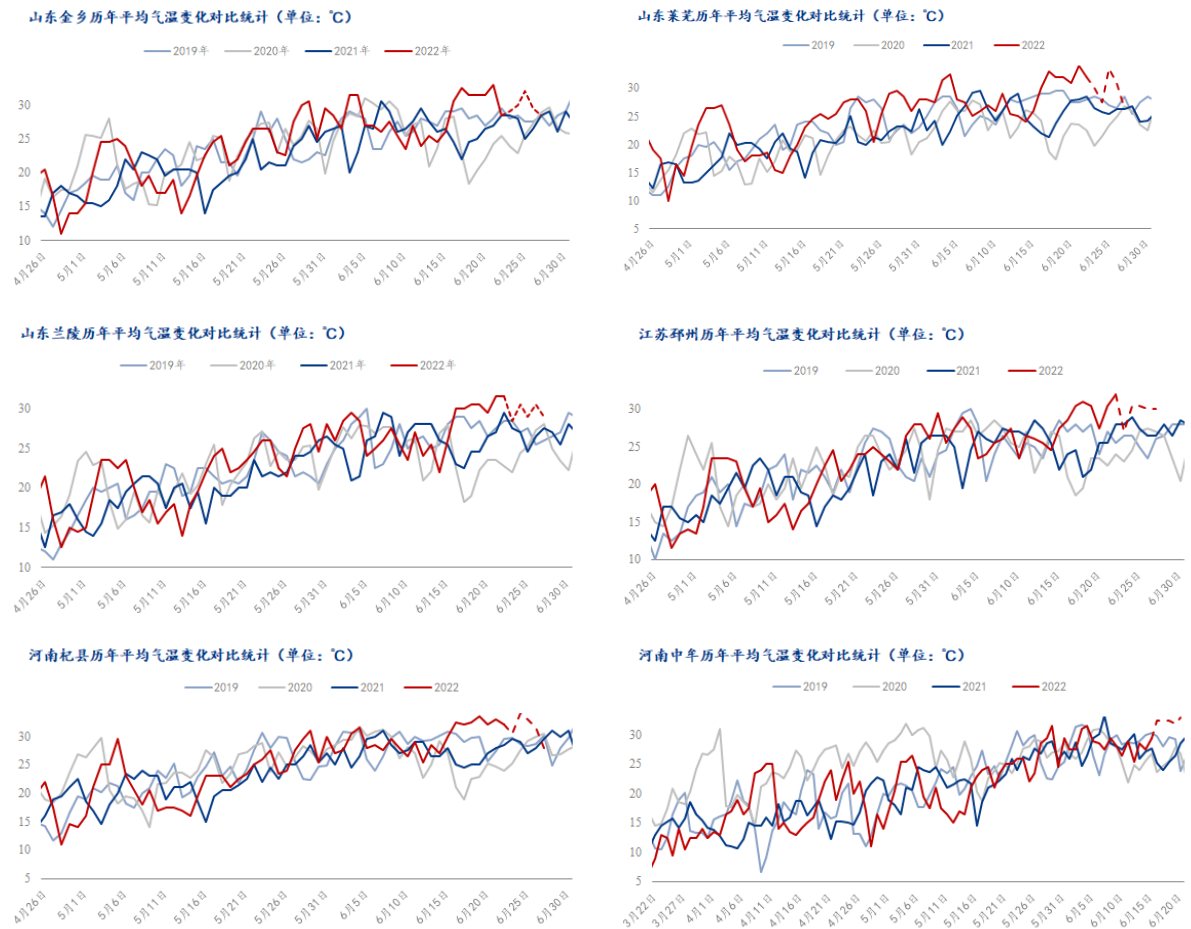 山东金乡历年平均气温变化对比统计（单位：℃）
2019年 2020年 2021年 2022年
30
25
20
15
10
4月26日 5月1日 5月6日 5月11日 5月16日 5月21日 5月26日 5月31日 6月5日 6月10日 6月15日 6月20日 6月25日 6月30日
山东莱芜历年平均气温变化对比统计（单位：℃）
2019 2020 2021 2022
30
25
20
15
10
5
4月26日 5月1日 5月6日 5月11日 5月16日 5月21日 5月26日 5月31日 6月5日 6月10日 6月15日 6月20日 6月25日 6月30日
山东兰陵历年平均气温变化对比统计（单位：℃）
2019年 2020年 2021年 2022年
30
25
20
15
10
4月26日 5月1日 5月6日 5月11日 5月16日 5月21日 5月26日 5月31日 6月5日 6月10日 6月15日 6月20日 6月25日 6月30日
江苏邳州历年平均气温变化对比统计（单位：℃）
2019 2020 2021 2022
30
25
20
15
10
4月26日 5月1日 5月6日 5月11日 5月16日 5月21日 5月26日 5月31日 6月5日 6月10日 6月15日 6月20日 6月25日 6月30日
河南杞县历年平均气温变化对比统计（单位：℃）
2019 2020 2021 2022
30
25
20
15
10
5
4月26日 5月1日 5月6日 5月11日 5月16日 5月21日 5月26日 5月31日 6月5日 6月10日 6月15日 6月20日 6月25日 6月30日
河南中牟历年平均气温变化对比统计（单位：℃）
2019 2020 2021 2022
30
25
20
15
10
5
3月22日 3月27日 4月1日 4月6日 4月11日 4月16日 4月21日 4月26日 5月1日 5月6日 5月11日 5月16日 5月21日 5月26日 5月31日 6月5日 6月10日 6月15日 6月20日